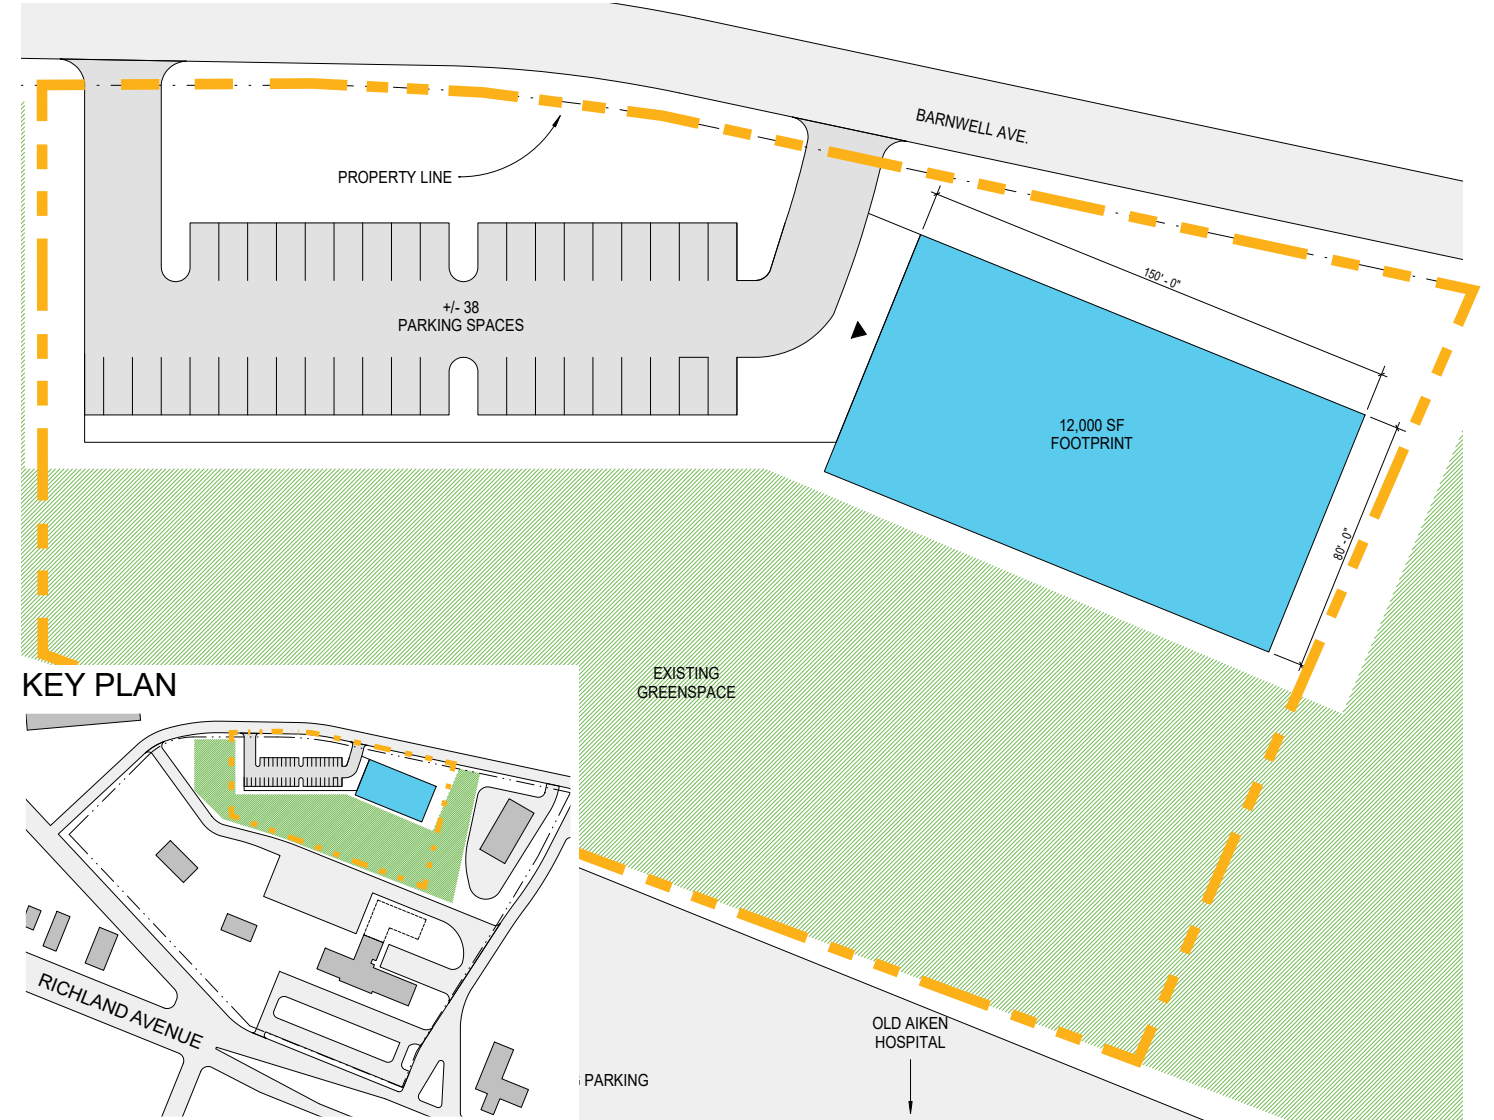 BARNWELL AVE.
PROPERTY LINE
150' - 0"
+/- 38
PARKING SPACES
12,000 SF
FOOTPRINT
80' - 0"
EXISTING
GREENSPACE
KEY PLAN
RICHLAND AVENUE
OLD AIKEN
HOSPITAL
PARKING